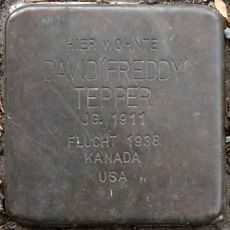 HIER WOHNTE
DAVID 'FREDDY'
TEPPER
JG. 1911
FLUCHT 1938
KANADA
USA